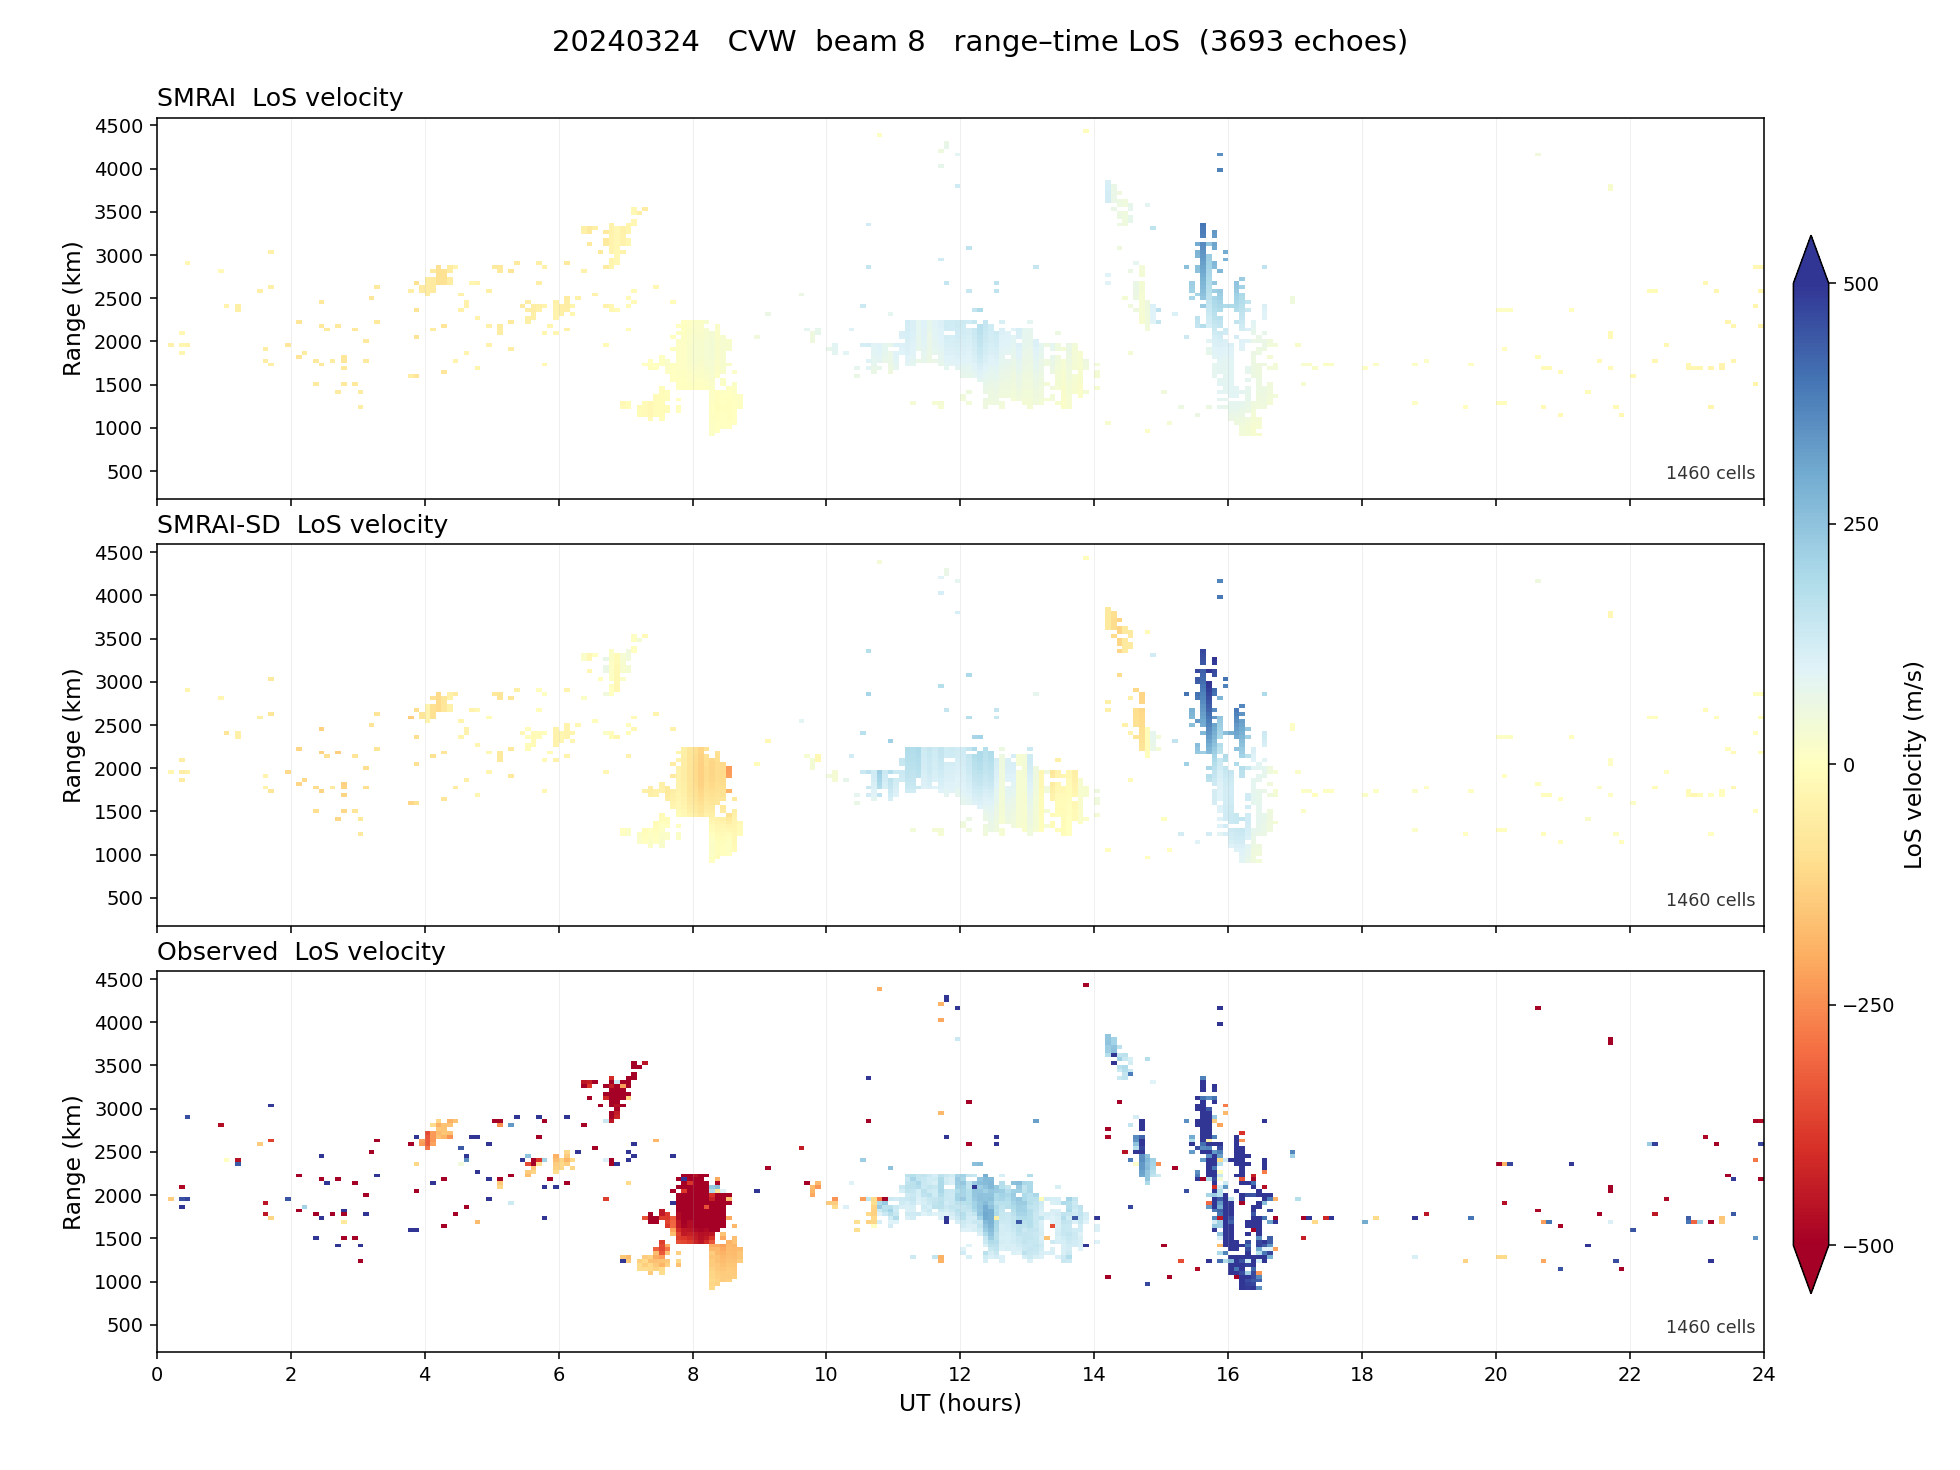 20240324   CVW  beam 8   range–time LoS  (3693 echoes)
SMRAI  LoS velocity
4500
4000
3500
3000
2500
2000
1500
1000
500
Range (km)
1460 cells
SMRAI-SD  LoS velocity
4500
4000
3500
3000
2500
2000
1500
1000
500
Range (km)
1460 cells
Observed  LoS velocity
4500
4000
3500
3000
2500
2000
1500
1000
500
Range (km)
1460 cells
0 2 4 6 8 10 12 14 16 18 20 22 24
UT (hours)
500
250
0
−250
−500
LoS velocity (m/s)